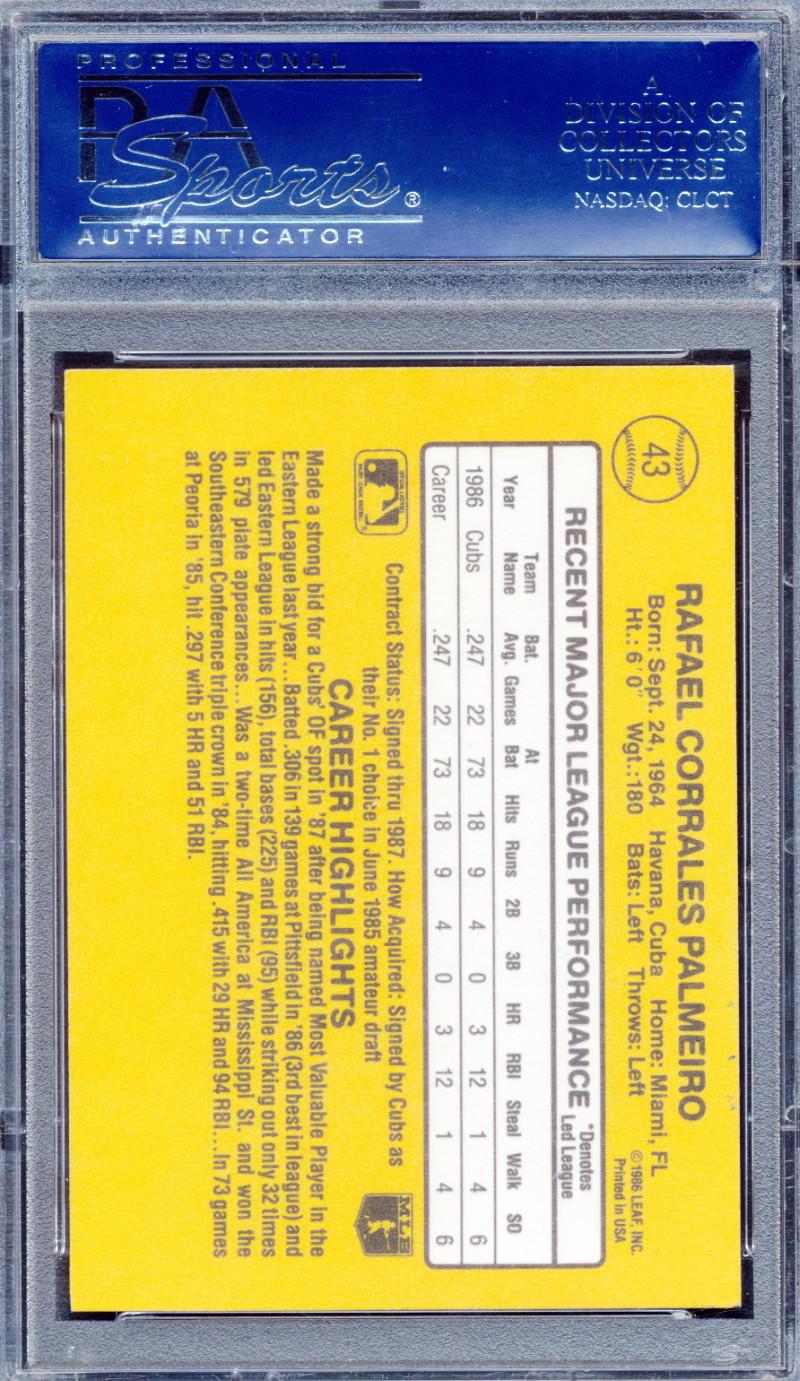 PROFESSIONAL
PSA
Sports®
AUTHENTICATOR
A
DIVISION OF
COLLECTORS
UNIVERSE
NASDAQ: CLCT
43
RAFAEL CORRALES PALMEIRO
Born: Sept. 24, 1964 Havana, Cuba Home: Miami, FL
Ht.: 6'0" Wgt.:180 Bats: Left Throws: Left
©1986 LEAF, INC.
Printed in USA
RECENT MAJOR LEAGUE PERFORMANCE *Denotes
Led League
Year Team Name Bat. Avg. Games At Bat Hits Runs 2B 3B HR RBI Steal Walk SO
1986 Cubs .247 22 73 18 9 4 0 3 12 1 4 6
Career .247 22 73 18 9 4 0 3 12 1 4 6
Contract Status: Signed thru 1987. How Acquired: Signed by Cubs as
their No. 1 choice in June 1985 amateur draft
MLB
CAREER HIGHLIGHTS
Made a strong bid for a Cubs' OF spot in '87 after being named Most Valuable Player in the
Eastern League last year...Batted .306 in 139 games at Pittsfield in '86 (3rd best in league) and
led Eastern League in hits (156), total bases (225) and RBI (95) while striking out only 32 times
in 579 plate appearances...Was a two-time All America at Mississippi St. and won the
Southeastern Conference triple crown in '84, hitting .415 with 29 HR and 94 RBI...In 73 games
at Peoria in '85, hit .297 with 5 HR and 51 RBI.